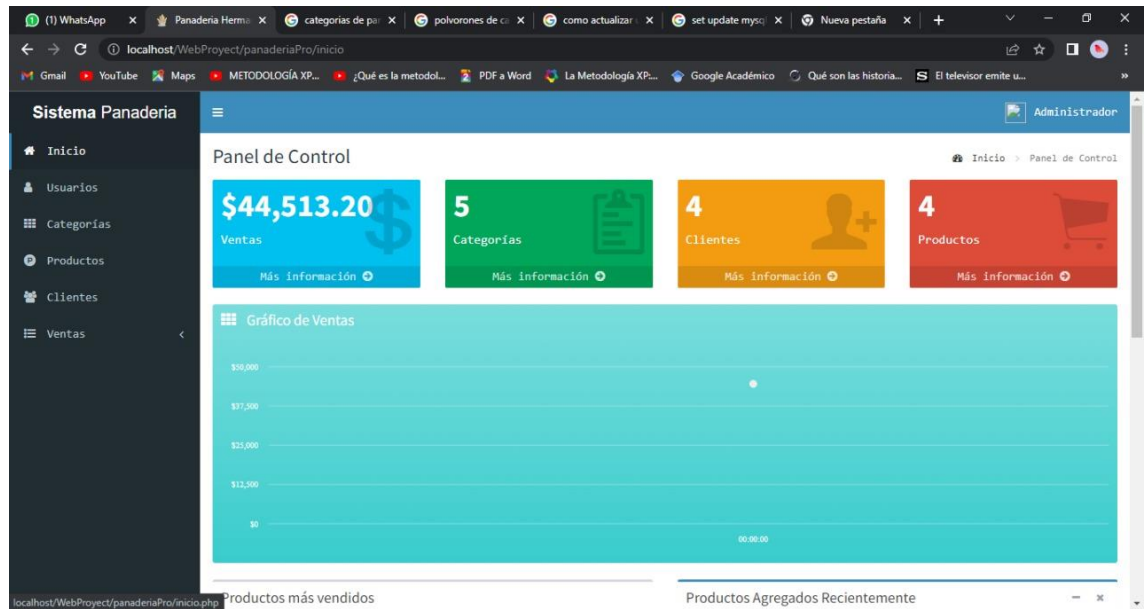 (1) WhatsApp
Panaderia Herma
categorias de par
polvorones de ca
como actualizar
set update mysql
Nueva pestaña
localhost/WebProyect/panaderiaPro/inicio
Gmail
YouTube
Maps
METODOLOGÍA XP:...
¿Qué es la metodol...
PDF a Word
La Metodología XP:...
Google Académico
Qué son las historia...
El televisor emite u...
Sistema Panaderia
Administrador
Inicio
Usuarios
Categorías
Productos
Clientes
Ventas
Panel de Control
Inicio > Panel de Control
$44,513.20
Ventas
Más información
5
Categorías
Más información
4
Clientes
Más información
4
Productos
Más información
Gráfico de Ventas
$50,000
$37,500
$25,000
$12,500
$0
00:00:00
Productos más vendidos
Productos Agregados Recientemente
localhost/WebProyect/panaderiaPro/inicio.php